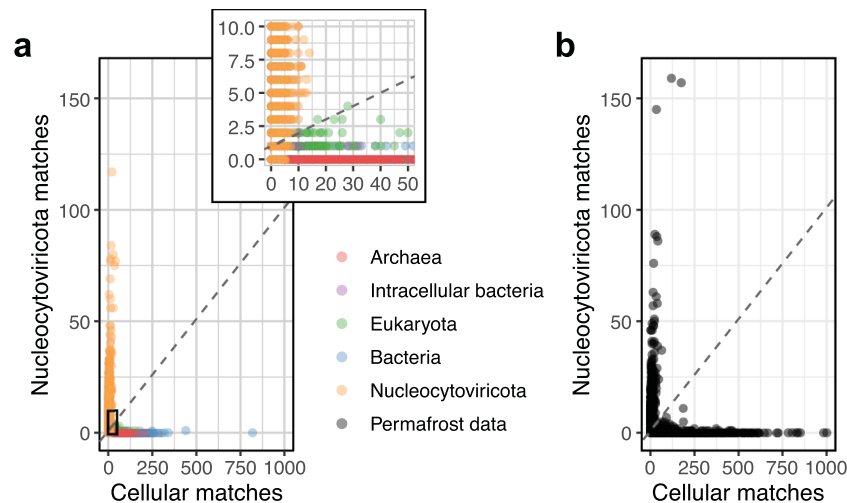 a
b
10.0
7.5
5.0
2.5
0.0
0 10 20 30 40 50
Nucleocytoviricota matches
150
100
50
0
0 250 500 750 1000
Cellular matches
Archaea
Intracellular bacteria
Eukaryota
Bacteria
Nucleocytoviricota
Permafrost data
Nucleocytoviricota matches
150
100
50
0
0 250 500 750 1000
Cellular matches